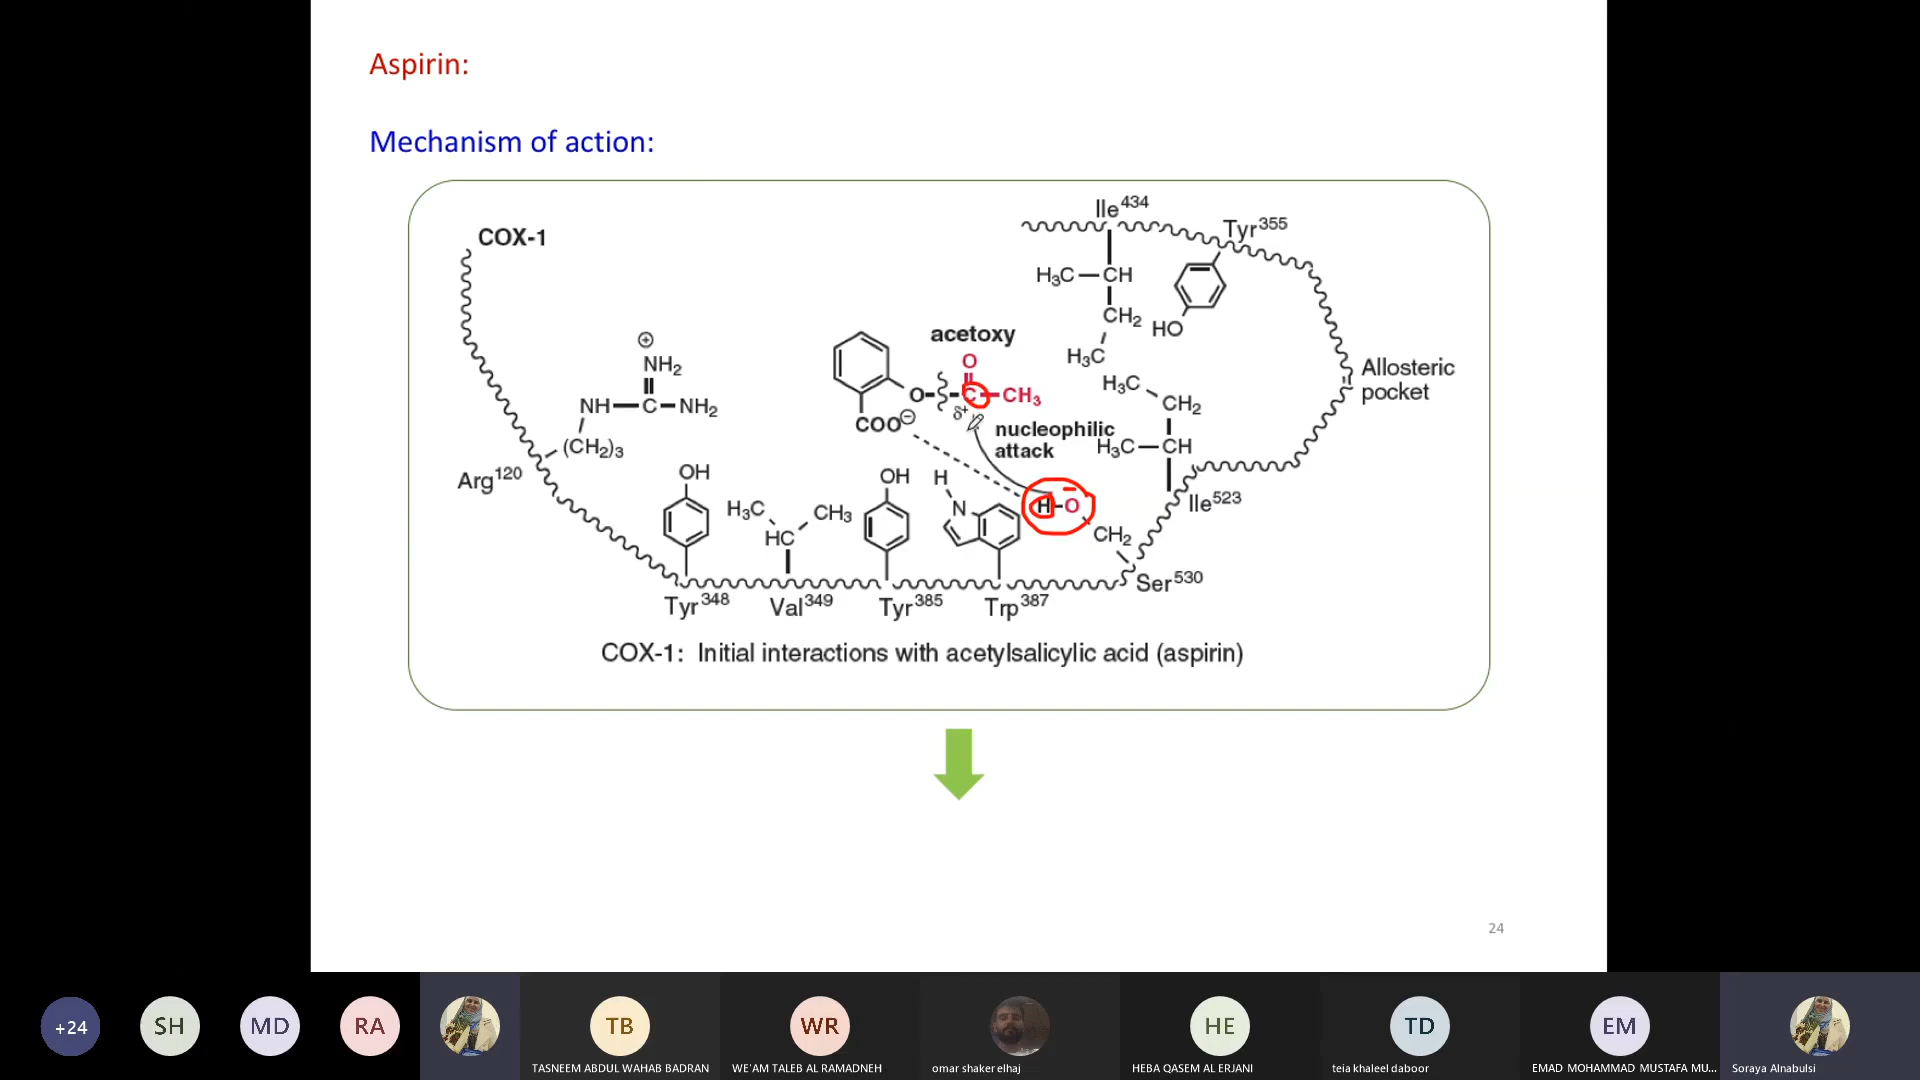 Aspirin:
Mechanism of action:
COX-1
Ile434
Tyr355
H3C–CH
CH2
HO
H3C
Allosteric
pocket
acetoxy
O
O–C–CH3
δ+
COO⊖
nucleophilic
attack
H3C
CH2
H3C–CH
Ile523
⊕
NH2
NH–C–NH2
(CH2)3
Arg120
OH
H3C
CH3
HC
OH
H
N
H–O
CH2
Ser530
Tyr348
Val349
Tyr385
Trp387
COX-1: Initial interactions with acetylsalicylic acid (aspirin)
24
+24
SH
MD
RA
TB
WR
HE
TD
EM
TASNEEM ABDUL WAHAB BADRAN
WE'AM TALEB AL RAMADNEH
omar shaker elhaj
HEBA QASEM AL ERJANI
teia khaleel daboor
EMAD MOHAMMAD MUSTAFA MU...
Soraya Alnabulsi